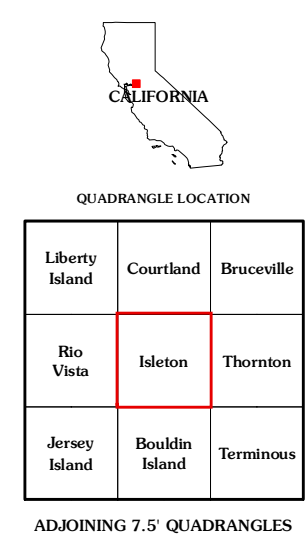 CALIFORNIA
QUADRANGLE LOCATION
Liberty
Island
Courtland
Bruceville
Rio
Vista
Isleton
Thornton
Jersey
Island
Bouldin
Island
Terminous
ADJOINING 7.5' QUADRANGLES